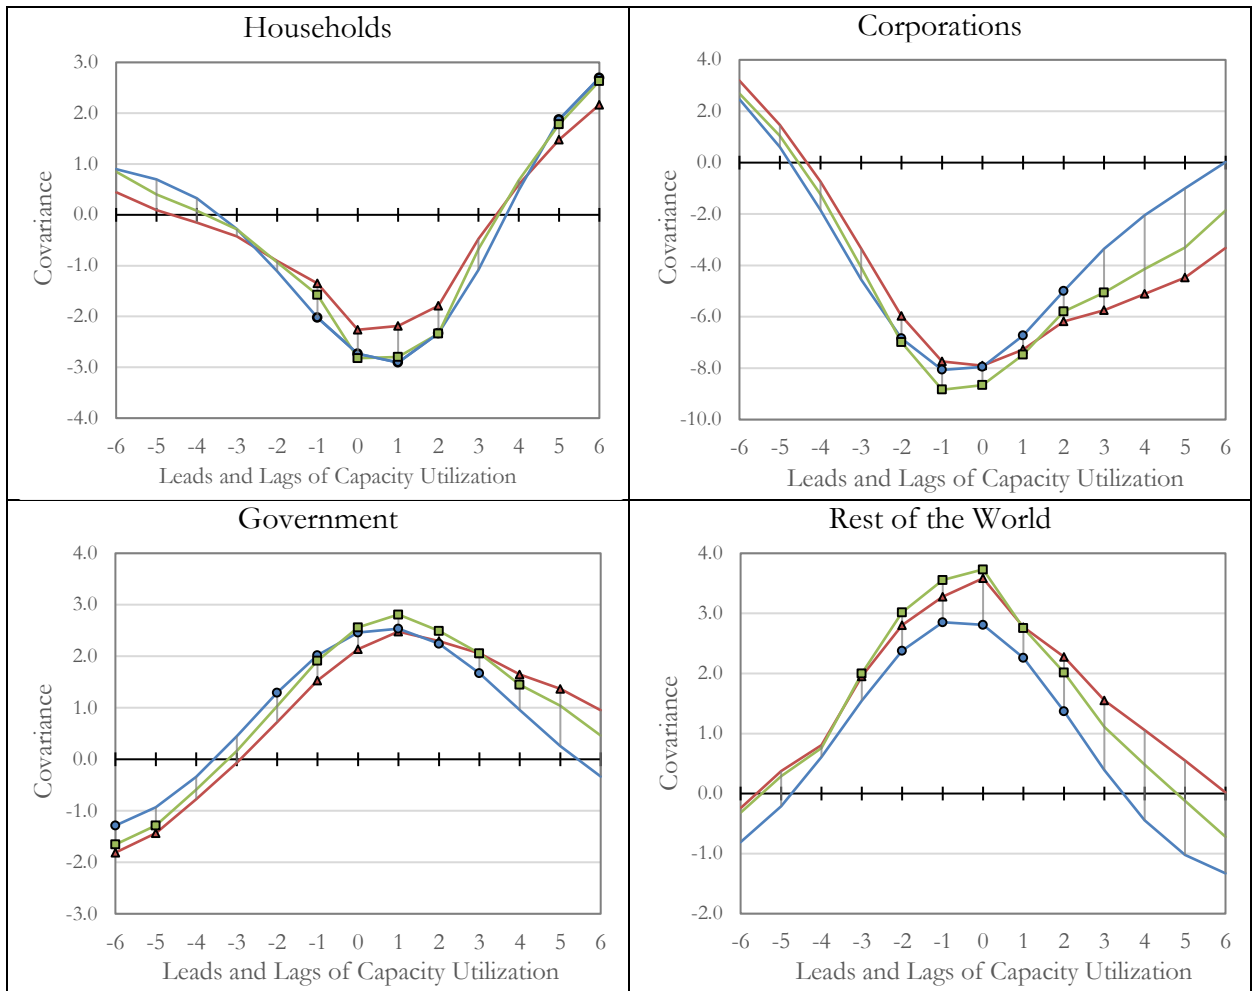 Households
3.0
2.0
1.0
0.0
-1.0
-2.0
-3.0
-4.0
Covariance
-6 -5 -4 -3 -2 -1 0 1 2 3 4 5 6
Leads and Lags of Capacity Utilization
Corporations
4.0
2.0
0.0
-2.0
-4.0
-6.0
-8.0
-10.0
Covariance
-6 -5 -4 -3 -2 -1 0 1 2 3 4 5 6
Leads and Lags of Capacity Utilization
Government
4.0
3.0
2.0
1.0
0.0
-1.0
-2.0
-3.0
Covariance
-6 -5 -4 -3 -2 -1 0 1 2 3 4 5 6
Leads and Lags of Capacity Utilization
Rest of the World
4.0
3.0
2.0
1.0
0.0
-1.0
-2.0
Covariance
-6 -5 -4 -3 -2 -1 0 1 2 3 4 5 6
Leads and Lags of Capacity Utilization